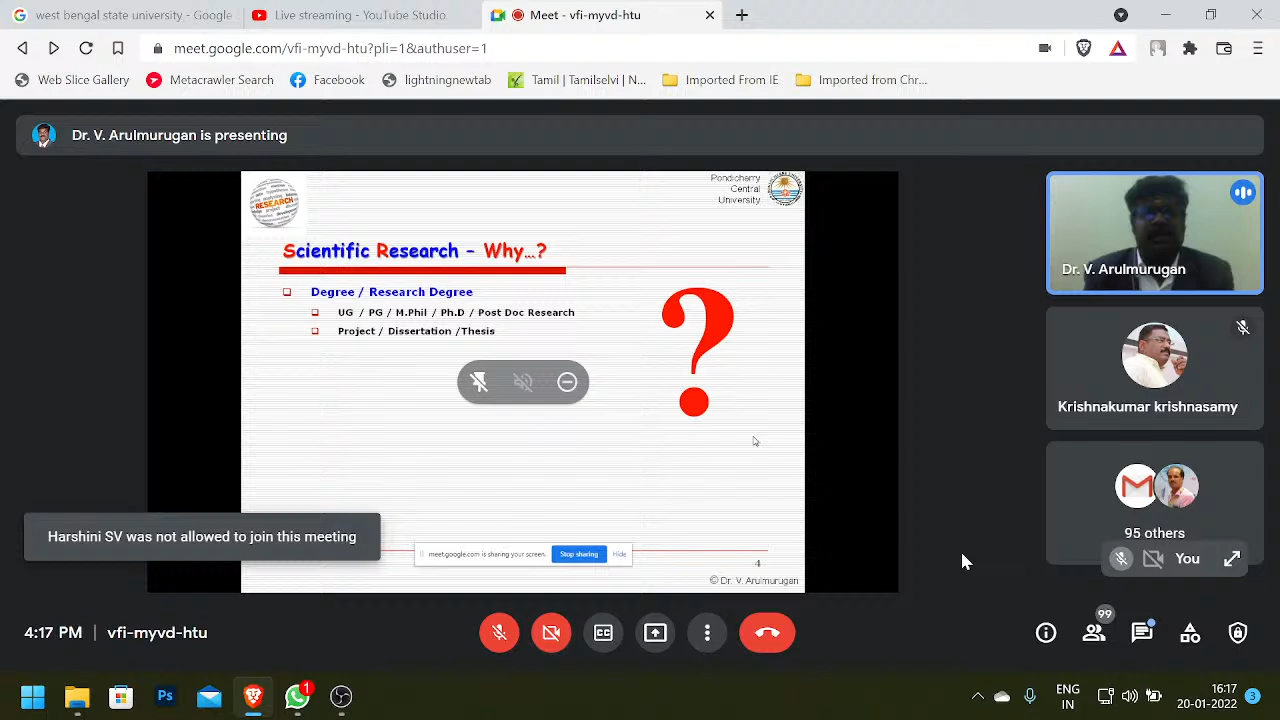 west bengal state university - Google
Live streaming - YouTube Studio
Meet - vfi-myvd-htu
meet.google.com/vfi-myvd-htu?pli=1&authuser=1
Web Slice Gallery
Metacrawler Search
Facebook
lightningnewtab
Tamil | Tamilselvi | N...
Imported From IE
Imported from Chr...
Dr. V. Arulmurugan is presenting
RESEARCH
Pondicherry
Central
University
Scientific Research - Why...?
Degree / Research Degree
UG / PG / M.Phil / Ph.D / Post Doc Research
Project / Dissertation /Thesis
?
Dr. V. Arulmurugan
Krishnakumar krishnasamy
95 others
You
Harshini SV was not allowed to join this meeting
meet.google.com is sharing your screen.
Stop sharing
Hide
4
© Dr. V. Arulmurugan
4:17 PM | vfi-myvd-htu
99
Ps
1
ENG
IN
16:17
20-01-2022
3